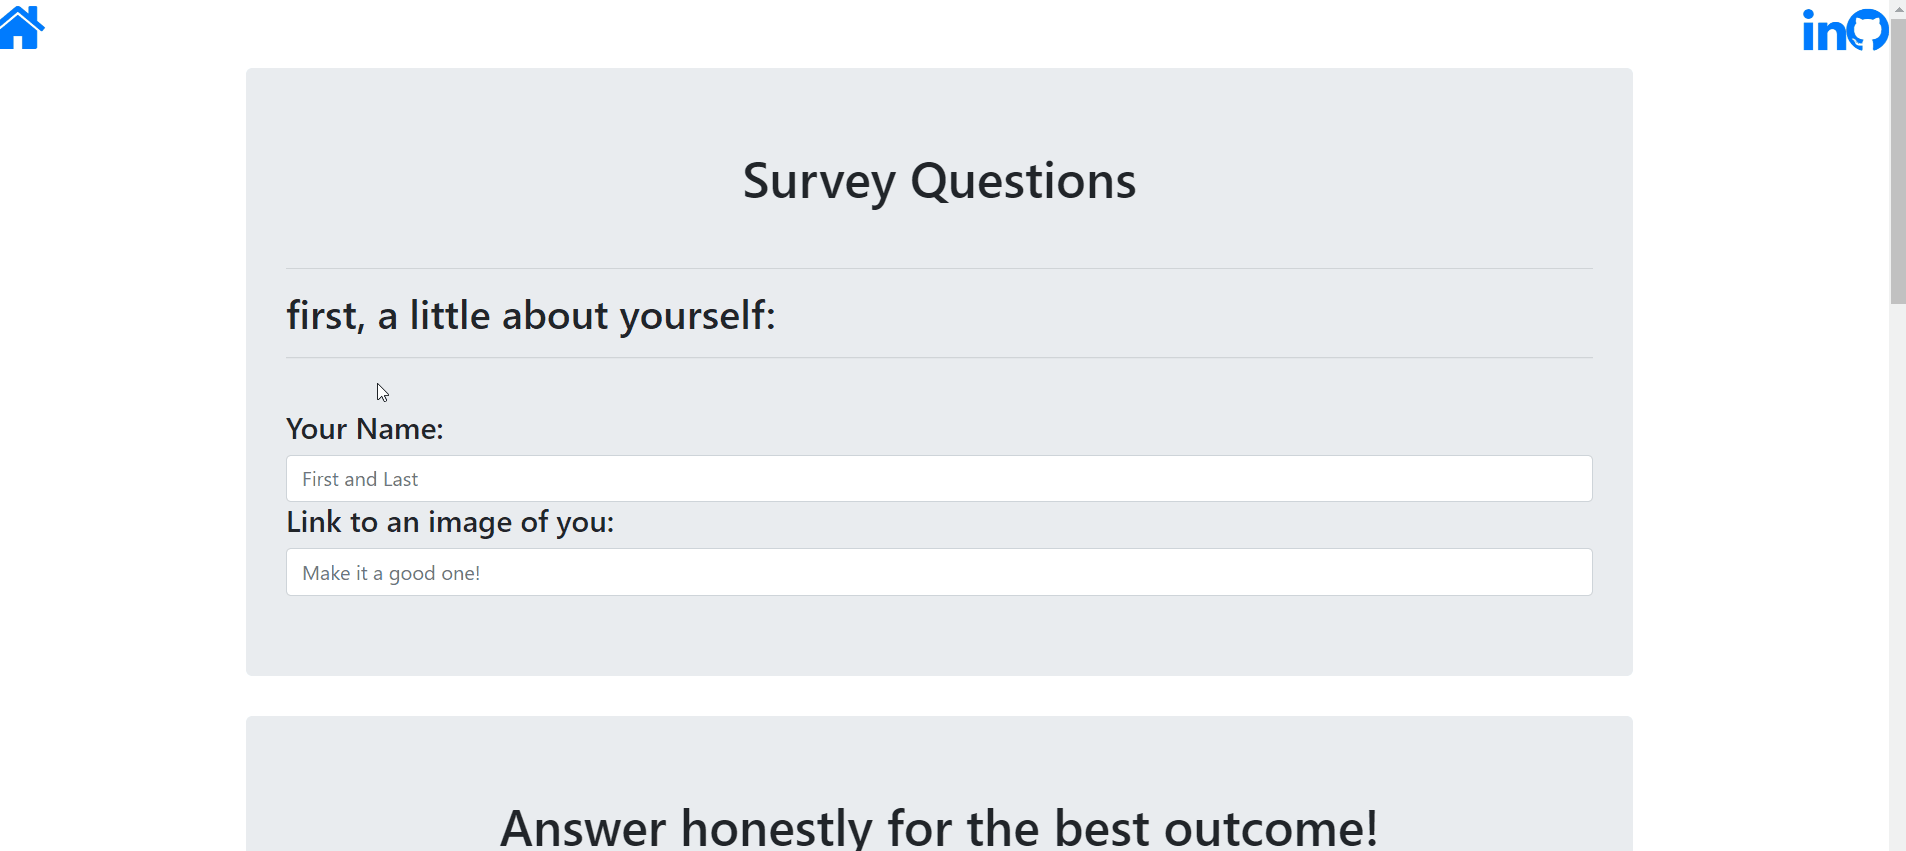 in
Survey Questions
first, a little about yourself:
Your Name:
First and Last
Link to an image of you:
Make it a good one!
Answer honestly for the best outcome!